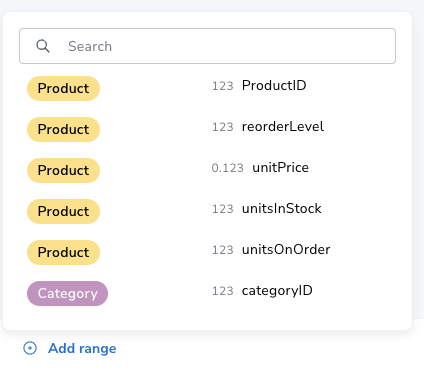 Search
Product 123 ProductID
Product 123 reorderLevel
Product 0.123 unitPrice
Product 123 unitsInStock
Product 123 unitsOnOrder
Category 123 categoryID
Add range